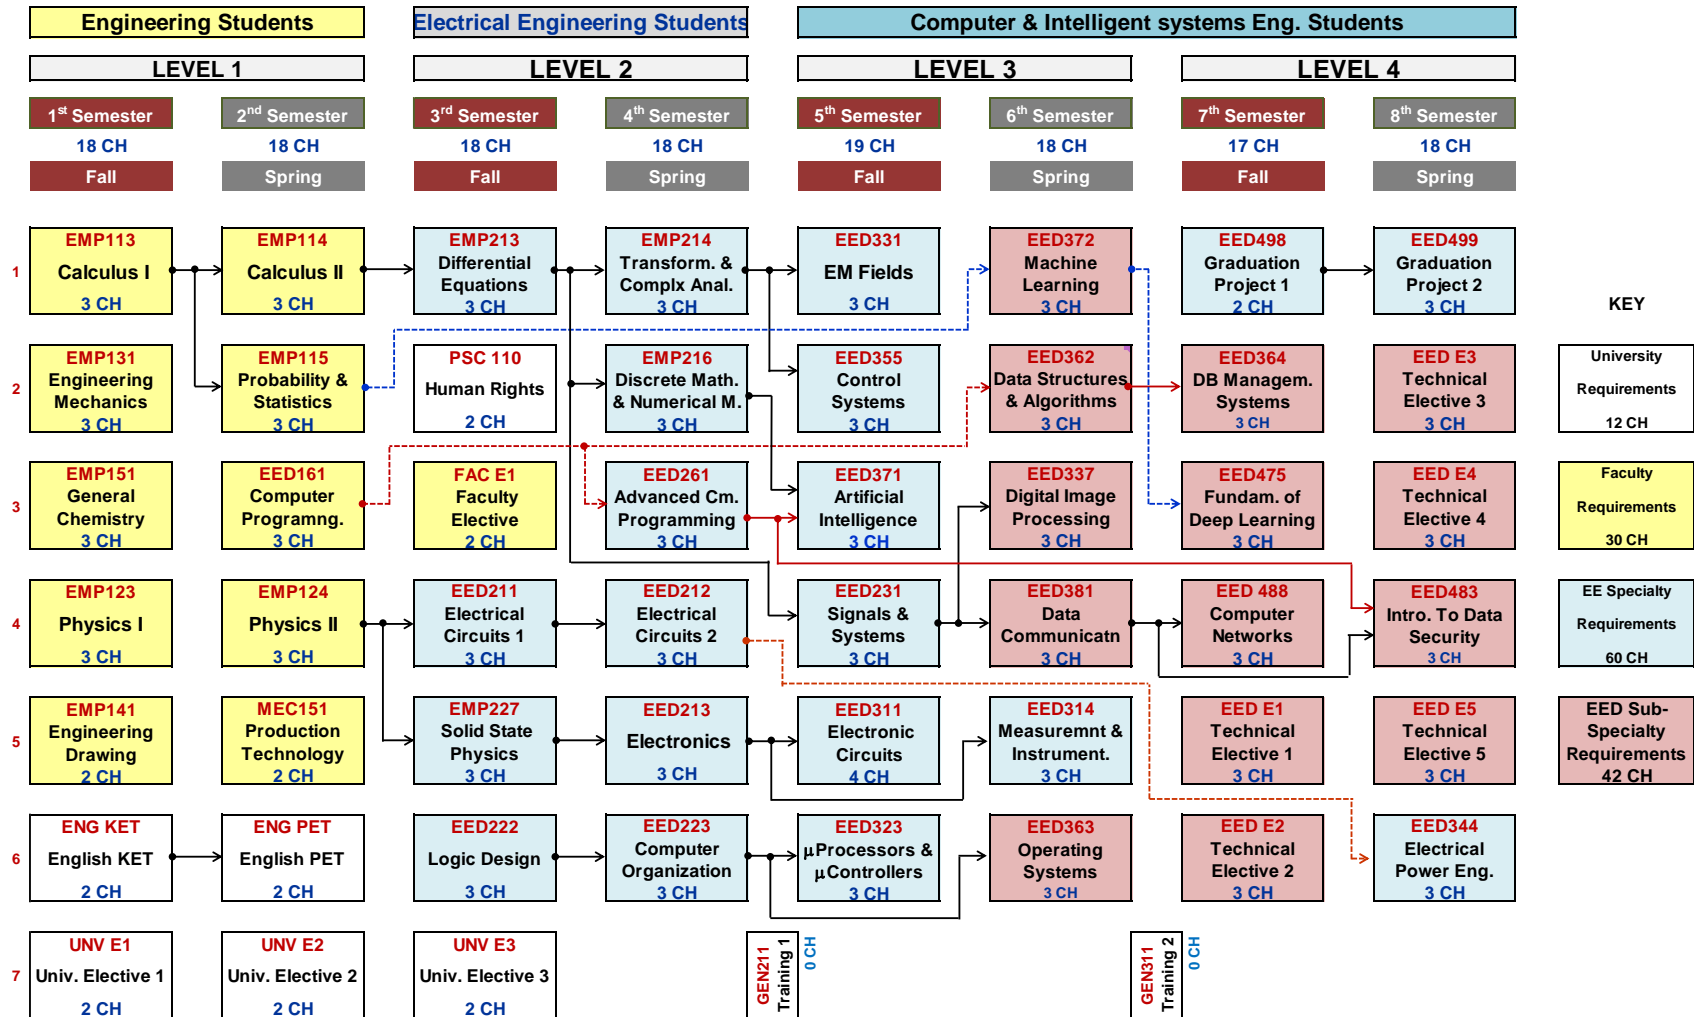 Engineering Students
Electrical Engineering Students
Computer & Intelligent systems Eng. Students
LEVEL 1
LEVEL 2
LEVEL 3
LEVEL 4
1st Semester
2nd Semester
3rd Semester
4th Semester
5th Semester
6th Semester
7th Semester
8th Semester
18 CH
18 CH
18 CH
18 CH
19 CH
18 CH
17 CH
18 CH
Fall
Spring
Fall
Spring
Fall
Spring
Fall
Spring
1
EMP113
Calculus I
3 CH
EMP114
Calculus II
3 CH
EMP213
Differential
Equations
3 CH
EMP214
Transform. &
Complx Anal.
3 CH
EED331
EM Fields
3 CH
EED372
Machine
Learning
3 CH
EED498
Graduation
Project 1
2 CH
EED499
Graduation
Project 2
3 CH
KEY
2
EMP131
Engineering
Mechanics
3 CH
EMP115
Probability &
Statistics
3 CH
PSC 110
Human Rights
2 CH
EMP216
Discrete Math.
& Numerical M.
3 CH
EED355
Control
Systems
3 CH
EED362
Data Structures
& Algorithms
3 CH
EED364
DB Managem.
Systems
3 CH
EED E3
Technical
Elective 3
3 CH
University
Requirements
12 CH
3
EMP151
General
Chemistry
3 CH
EED161
Computer
Programng.
3 CH
FAC E1
Faculty
Elective
2 CH
EED261
Advanced Cm.
Programming
3 CH
EED371
Artificial
Intelligence
3 CH
EED337
Digital Image
Processing
3 CH
EED475
Fundam. of
Deep Learning
3 CH
EED E4
Technical
Elective 4
3 CH
Faculty
Requirements
30 CH
4
EMP123
Physics I
3 CH
EMP124
Physics II
3 CH
EED211
Electrical
Circuits 1
3 CH
EED212
Electrical
Circuits 2
3 CH
EED231
Signals &
Systems
3 CH
EED381
Data
Communicatn
3 CH
EED 488
Computer
Networks
3 CH
EED483
Intro. To Data
Security
3 CH
EE Specialty
Requirements
60 CH
5
EMP141
Engineering
Drawing
2 CH
MEC151
Production
Technology
2 CH
EMP227
Solid State
Physics
3 CH
EED213
Electronics
3 CH
EED311
Electronic
Circuits
4 CH
EED314
Measuremnt &
Instrument.
3 CH
EED E1
Technical
Elective 1
3 CH
EED E5
Technical
Elective 5
3 CH
EED Sub-
Specialty
Requirements
42 CH
6
ENG KET
English KET
2 CH
ENG PET
English PET
2 CH
EED222
Logic Design
3 CH
EED223
Computer
Organization
3 CH
EED323
μProcessors &
μControllers
3 CH
EED363
Operating
Systems
3 CH
EED E2
Technical
Elective 2
3 CH
EED344
Electrical
Power Eng.
3 CH
7
UNV E1
Univ. Elective 1
2 CH
UNV E2
Univ. Elective 2
2 CH
UNV E3
Univ. Elective 3
2 CH
GEN211
Training 1
0 CH
GEN311
Training 2
0 CH